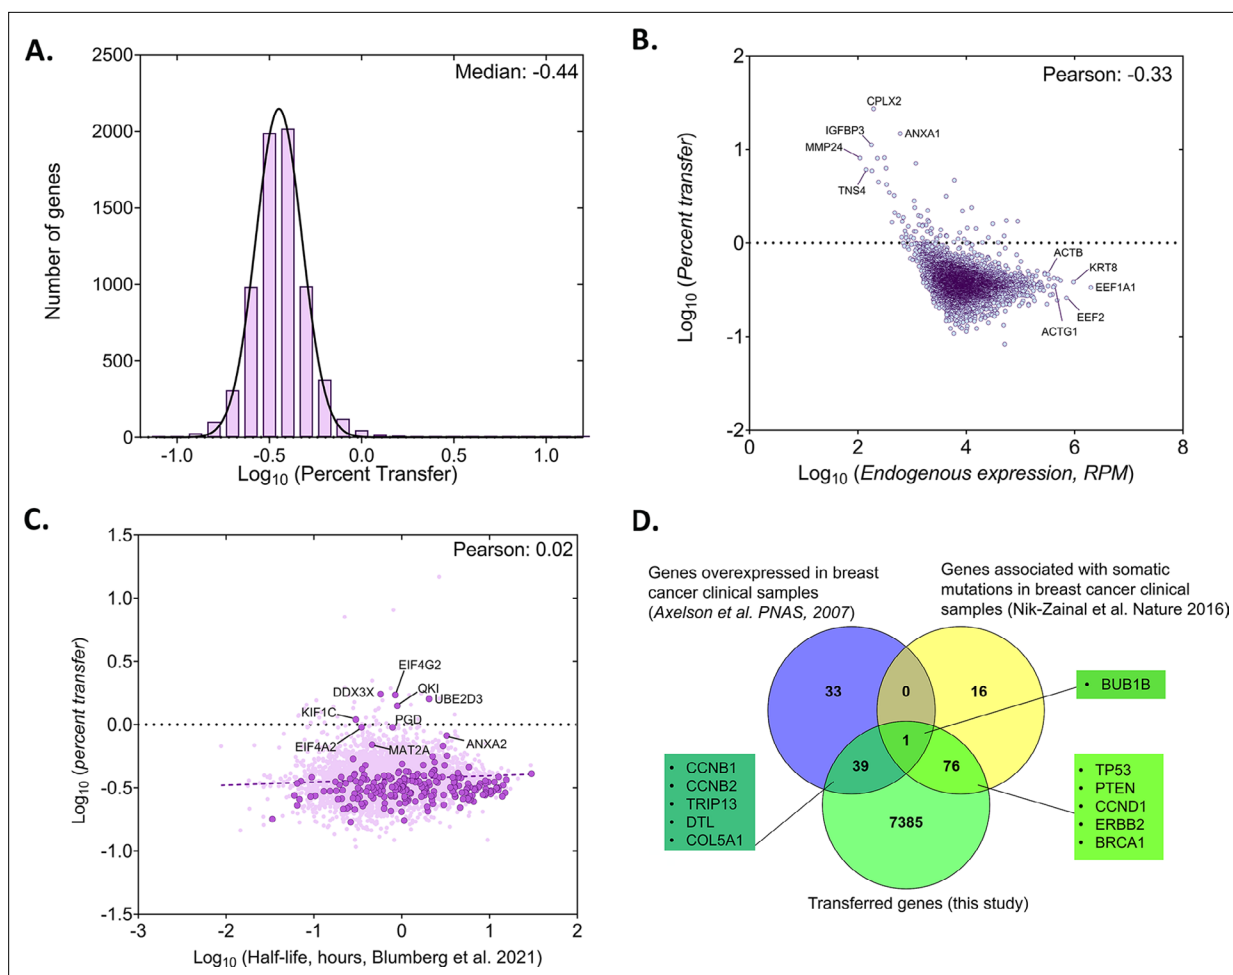 A.
Median: -0.44
Number of genes
2500
2000
1500
1000
500
0
-1.0
-0.5
0.0
0.5
1.0
Log10 (Percent Transfer)
B.
Pearson: -0.33
Log10 (Percent transfer)
2
1
0
-1
-2
CPLX2
IGFBP3
ANXA1
MMP24
TNS4
ACTB
KRT8
EEF1A1
EEF2
ACTG1
0
2
4
6
8
Log10 (Endogenous expression, RPM)
C.
Pearson: 0.02
Log10 (percent transfer)
1.5
1.0
0.5
0.0
-0.5
-1.0
-1.5
EIF4G2
DDX3X
QKI
UBE2D3
KIF1C
PGD
EIF4A2
MAT2A
ANXA2
-3
-2
-1
0
1
2
Log10 (Half-life, hours, Blumberg et al. 2021)
D.
Genes overexpressed in breast
cancer clinical samples
(Axelson et al. PNAS, 2007)
Genes associated with somatic
mutations in breast cancer clinical
samples (Nik-Zainal et al. Nature 2016)
33
0
16
1
39
76
7385
• BUB1B
• CCNB1
• CCNB2
• TRIP13
• DTL
• COL5A1
• TP53
• PTEN
• CCND1
• ERBB2
• BRCA1
Transferred genes (this study)